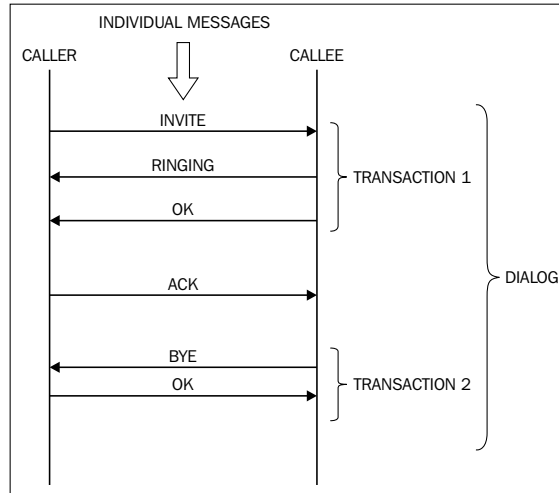 INDIVIDUAL MESSAGES
CALLER
CALLEE
INVITE
RINGING
TRANSACTION 1
OK
DIALOG
ACK
BYE
TRANSACTION 2
OK